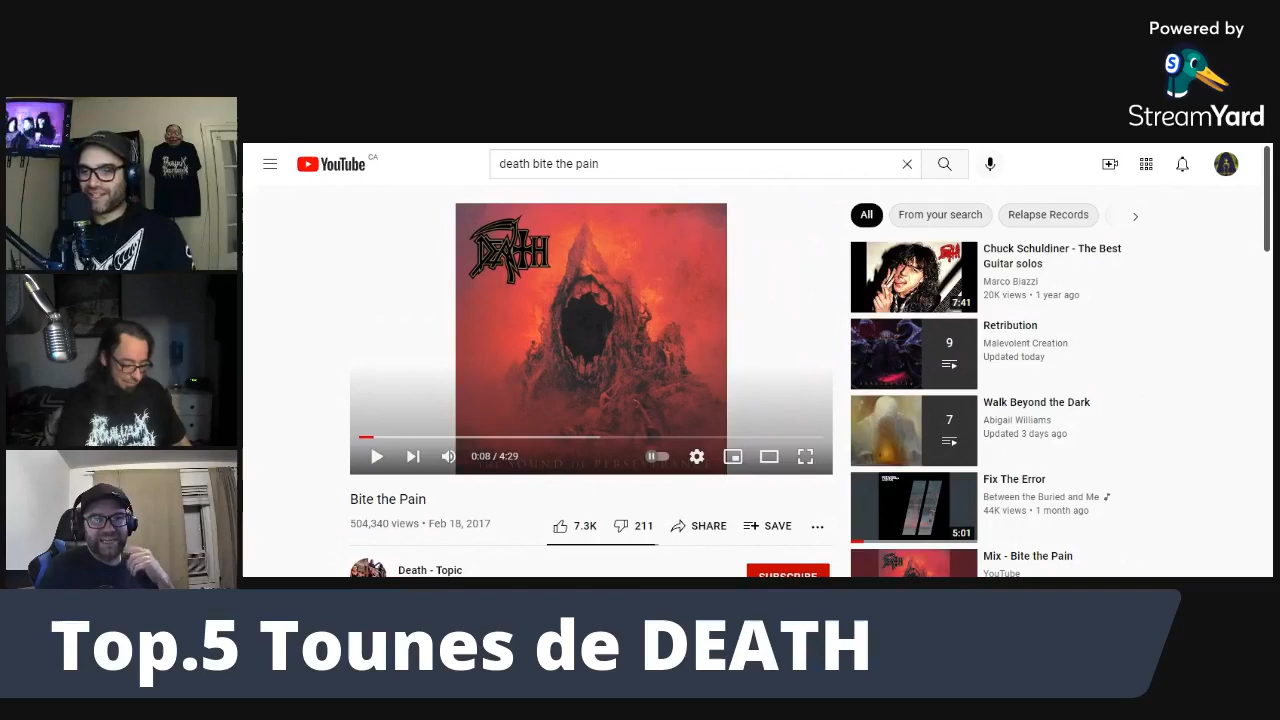 Powered by
StreamYard
YouTube CA
death bite the pain
All
From your search
Relapse Records
DEATH
Chuck Schuldiner - The Best
Guitar solos
Marco Biazzi
20K views • 1 year ago
7:41
Retribution
Malevolent Creation
Updated today
9
Walk Beyond the Dark
Abigail Williams
Updated 3 days ago
7
Fix The Error
Between the Buried and Me
44K views • 1 month ago
5:01
Mix - Bite the Pain
YouTube
0:08 / 4:29
Bite the Pain
504,340 views • Feb 18, 2017
7.3K
211
SHARE
SAVE
Death - Topic
SUBSCRIBE
Top.5 Tounes de DEATH